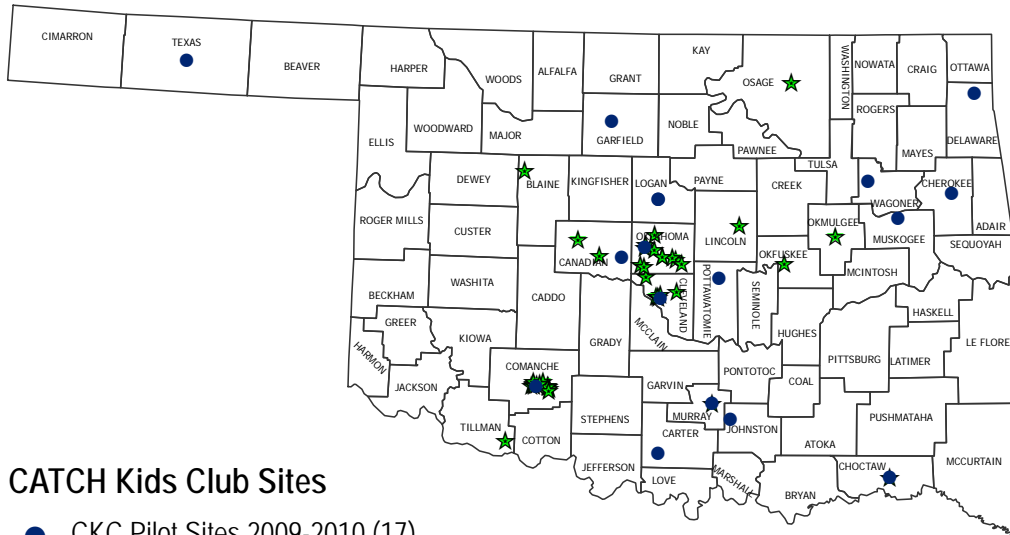 CIMARRON
TEXAS
BEAVER
HARPER
WOODS
ALFALFA
GRANT
KAY
OSAGE
WASHINGTON
NOWATA
CRAIG
OTTAWA
ELLIS
WOODWARD
MAJOR
GARFIELD
NOBLE
PAWNEE
ROGERS
MAYES
DELAWARE
DEWEY
BLAINE
KINGFISHER
LOGAN
PAYNE
CREEK
TULSA
WAGONER
CHEROKEE
ADAIR
ROGER MILLS
CUSTER
CANADIAN
OKLAHOMA
LINCOLN
OKFUSKEE
OKMULGEE
MUSKOGEE
SEQUOYAH
BECKHAM
WASHITA
CADDO
GRADY
MCCLAIN
CLEVELAND
POTTAWATOMIE
SEMINOLE
HUGHES
MCINTOSH
HASKELL
LE FLORE
HARMON
GREER
KIOWA
COMANCHE
GARVIN
PONTOTOC
COAL
PITTSBURG
LATIMER
JACKSON
TILLMAN
COTTON
STEPHENS
MURRAY
JOHNSTON
ATOKA
PUSHMATAHA
MCCURTAIN
JEFFERSON
CARTER
LOVE
MARSHALL
BRYAN
CHOCTAW
CATCH Kids Club Sites
CKC Pilot Sites 2009-2010 (17)